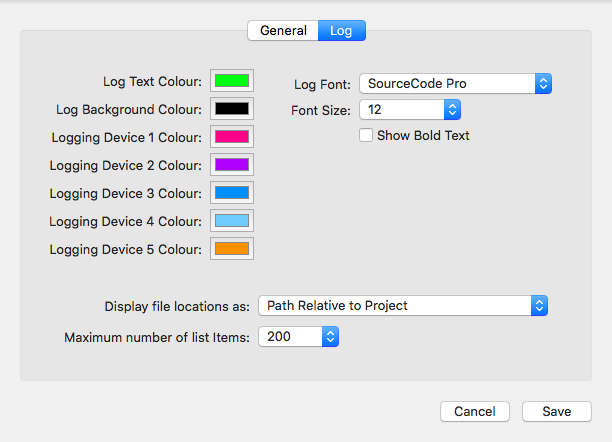 General Log
Log Text Colour:
Log Background Colour:
Logging Device 1 Colour:
Logging Device 2 Colour:
Logging Device 3 Colour:
Logging Device 4 Colour:
Logging Device 5 Colour:
Log Font: SourceCode Pro
Font Size: 12
Show Bold Text
Display file locations as: Path Relative to Project
Maximum number of list Items: 200
Cancel Save